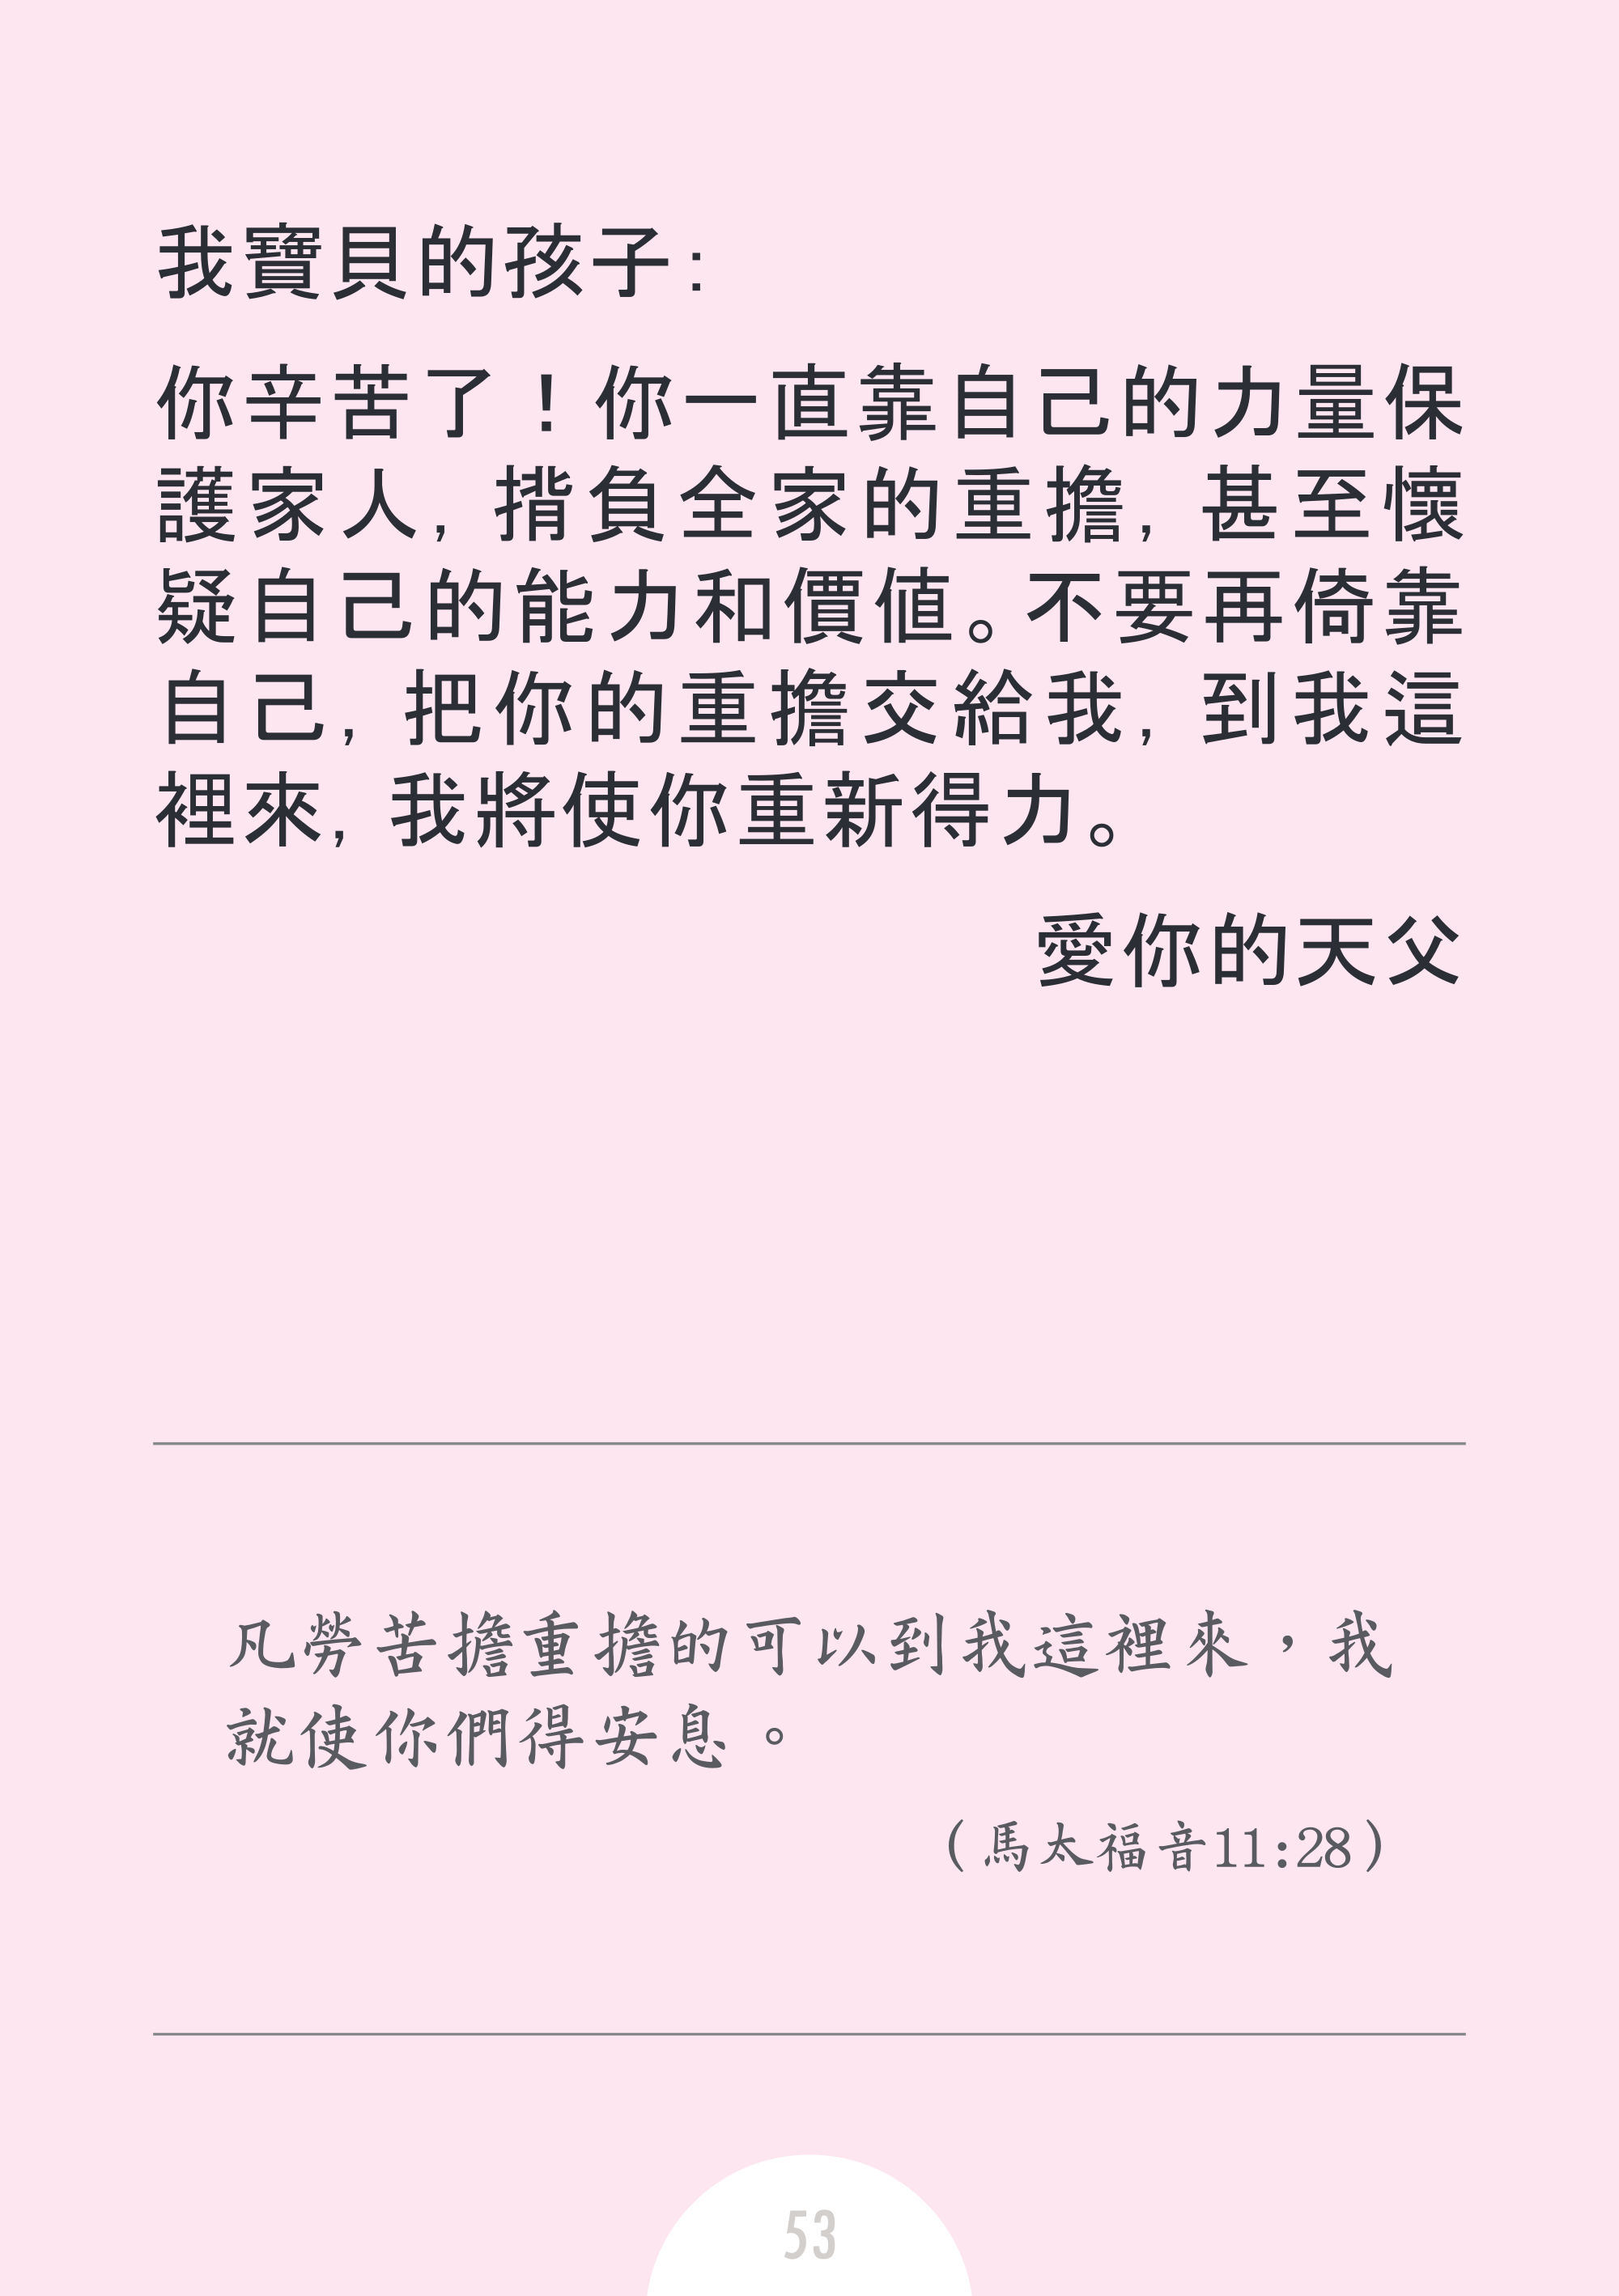 我寶貝的孩子：
你辛苦了！你一直靠自己的力量保
護家人，揹負全家的重擔，甚至懷
疑自己的能力和價值。不要再倚靠
自己，把你的重擔交給我，到我這
裡來，我將使你重新得力。
愛你的天父
凡勞苦擔重擔的可以到我這裡來，我
就使你們得安息。
（馬太福音11:28）
53